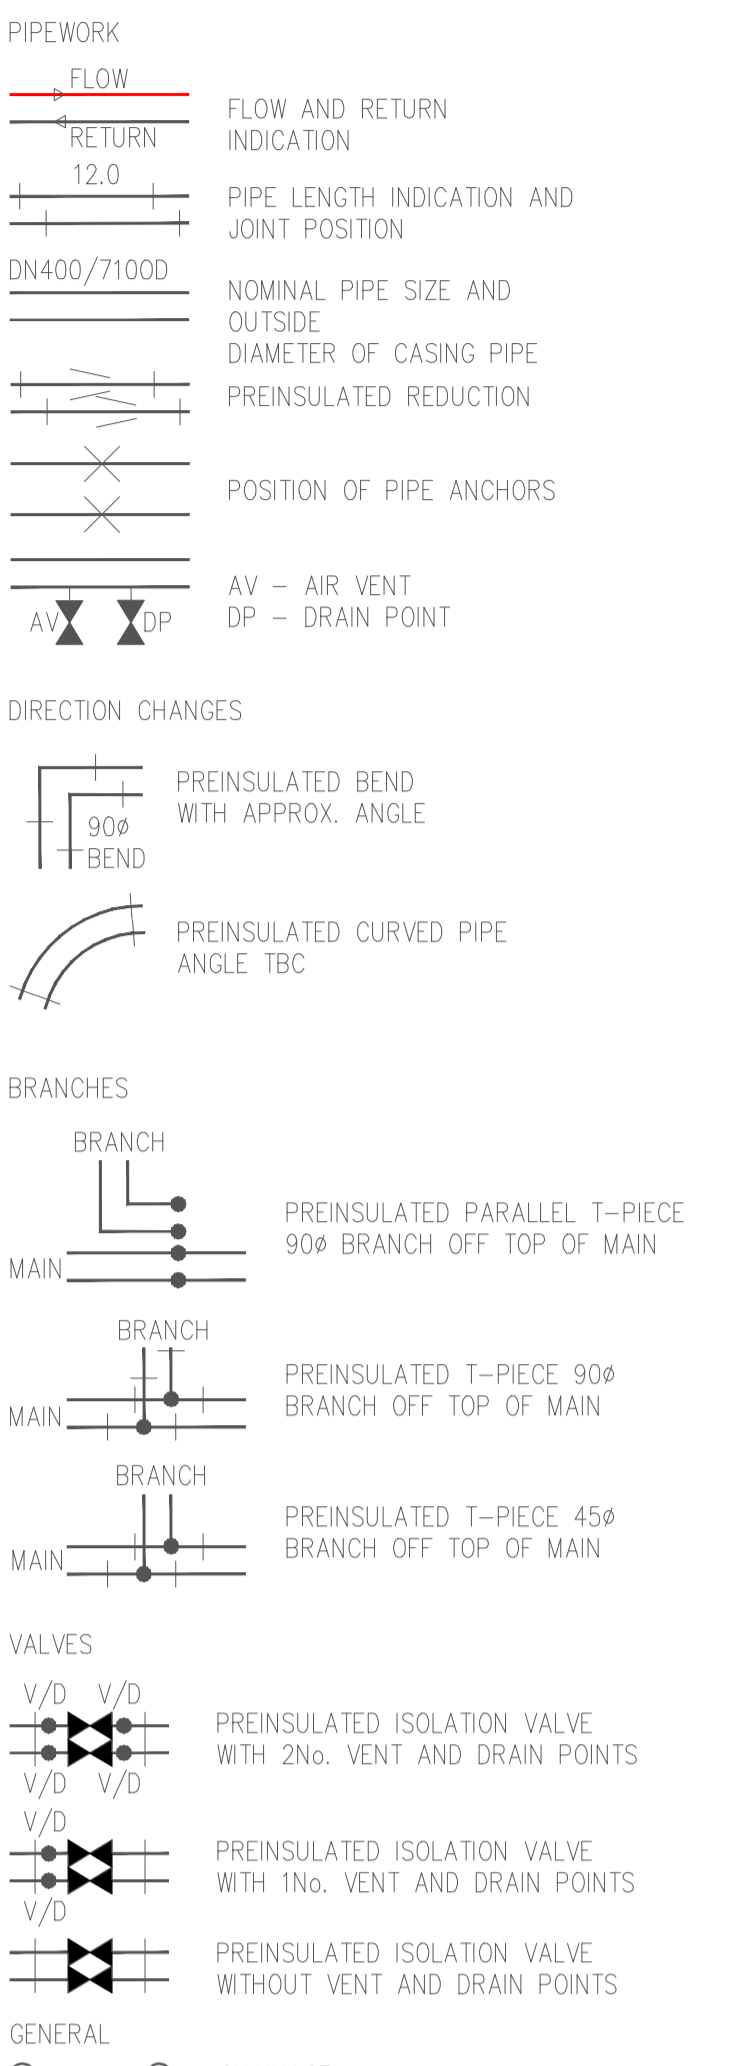 PIPEWORK
FLOW
RETURN
FLOW AND RETURN
INDICATION
12.0
PIPE LENGTH INDICATION AND
JOINT POSITION
DN400/710OD
NOMINAL PIPE SIZE AND
OUTSIDE
DIAMETER OF CASING PIPE
PREINSULATED REDUCTION
POSITION OF PIPE ANCHORS
AV
DP
AV – AIR VENT
DP – DRAIN POINT
DIRECTION CHANGES
90ø
BEND
PREINSULATED BEND
WITH APPROX. ANGLE
PREINSULATED CURVED PIPE
ANGLE TBC
BRANCHES
BRANCH
MAIN
PREINSULATED PARALLEL T–PIECE
90ø BRANCH OFF TOP OF MAIN
BRANCH
MAIN
PREINSULATED T–PIECE 90ø
BRANCH OFF TOP OF MAIN
BRANCH
MAIN
PREINSULATED T–PIECE 45ø
BRANCH OFF TOP OF MAIN
VALVES
V/D V/D
V/D V/D
PREINSULATED ISOLATION VALVE
WITH 2No. VENT AND DRAIN POINTS
V/D
V/D
PREINSULATED ISOLATION VALVE
WITH 1No. VENT AND DRAIN POINTS
PREINSULATED ISOLATION VALVE
WITHOUT VENT AND DRAIN POINTS
GENERAL